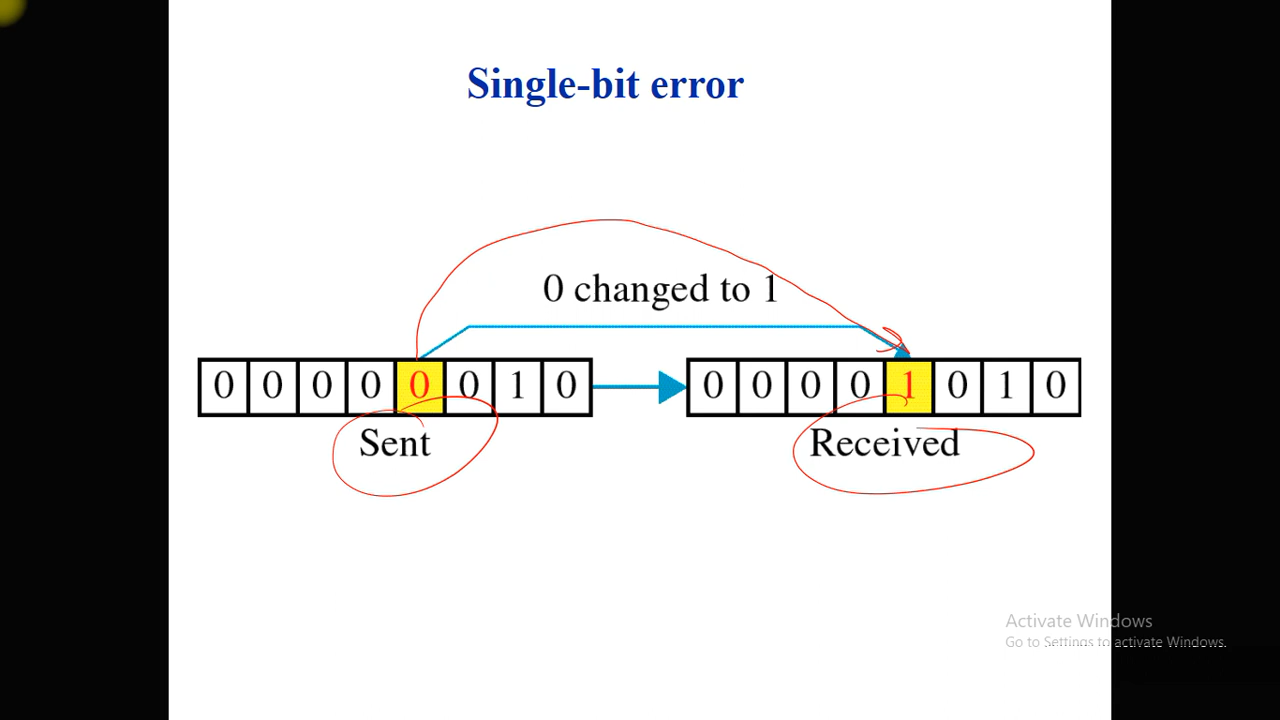 Single-bit error
0 changed to 1
0 0 0 0 0 0 1 0 0 0 0 0 1 0 1 0
Sent Received
Activate Windows
Go to Settings to activate Windows.